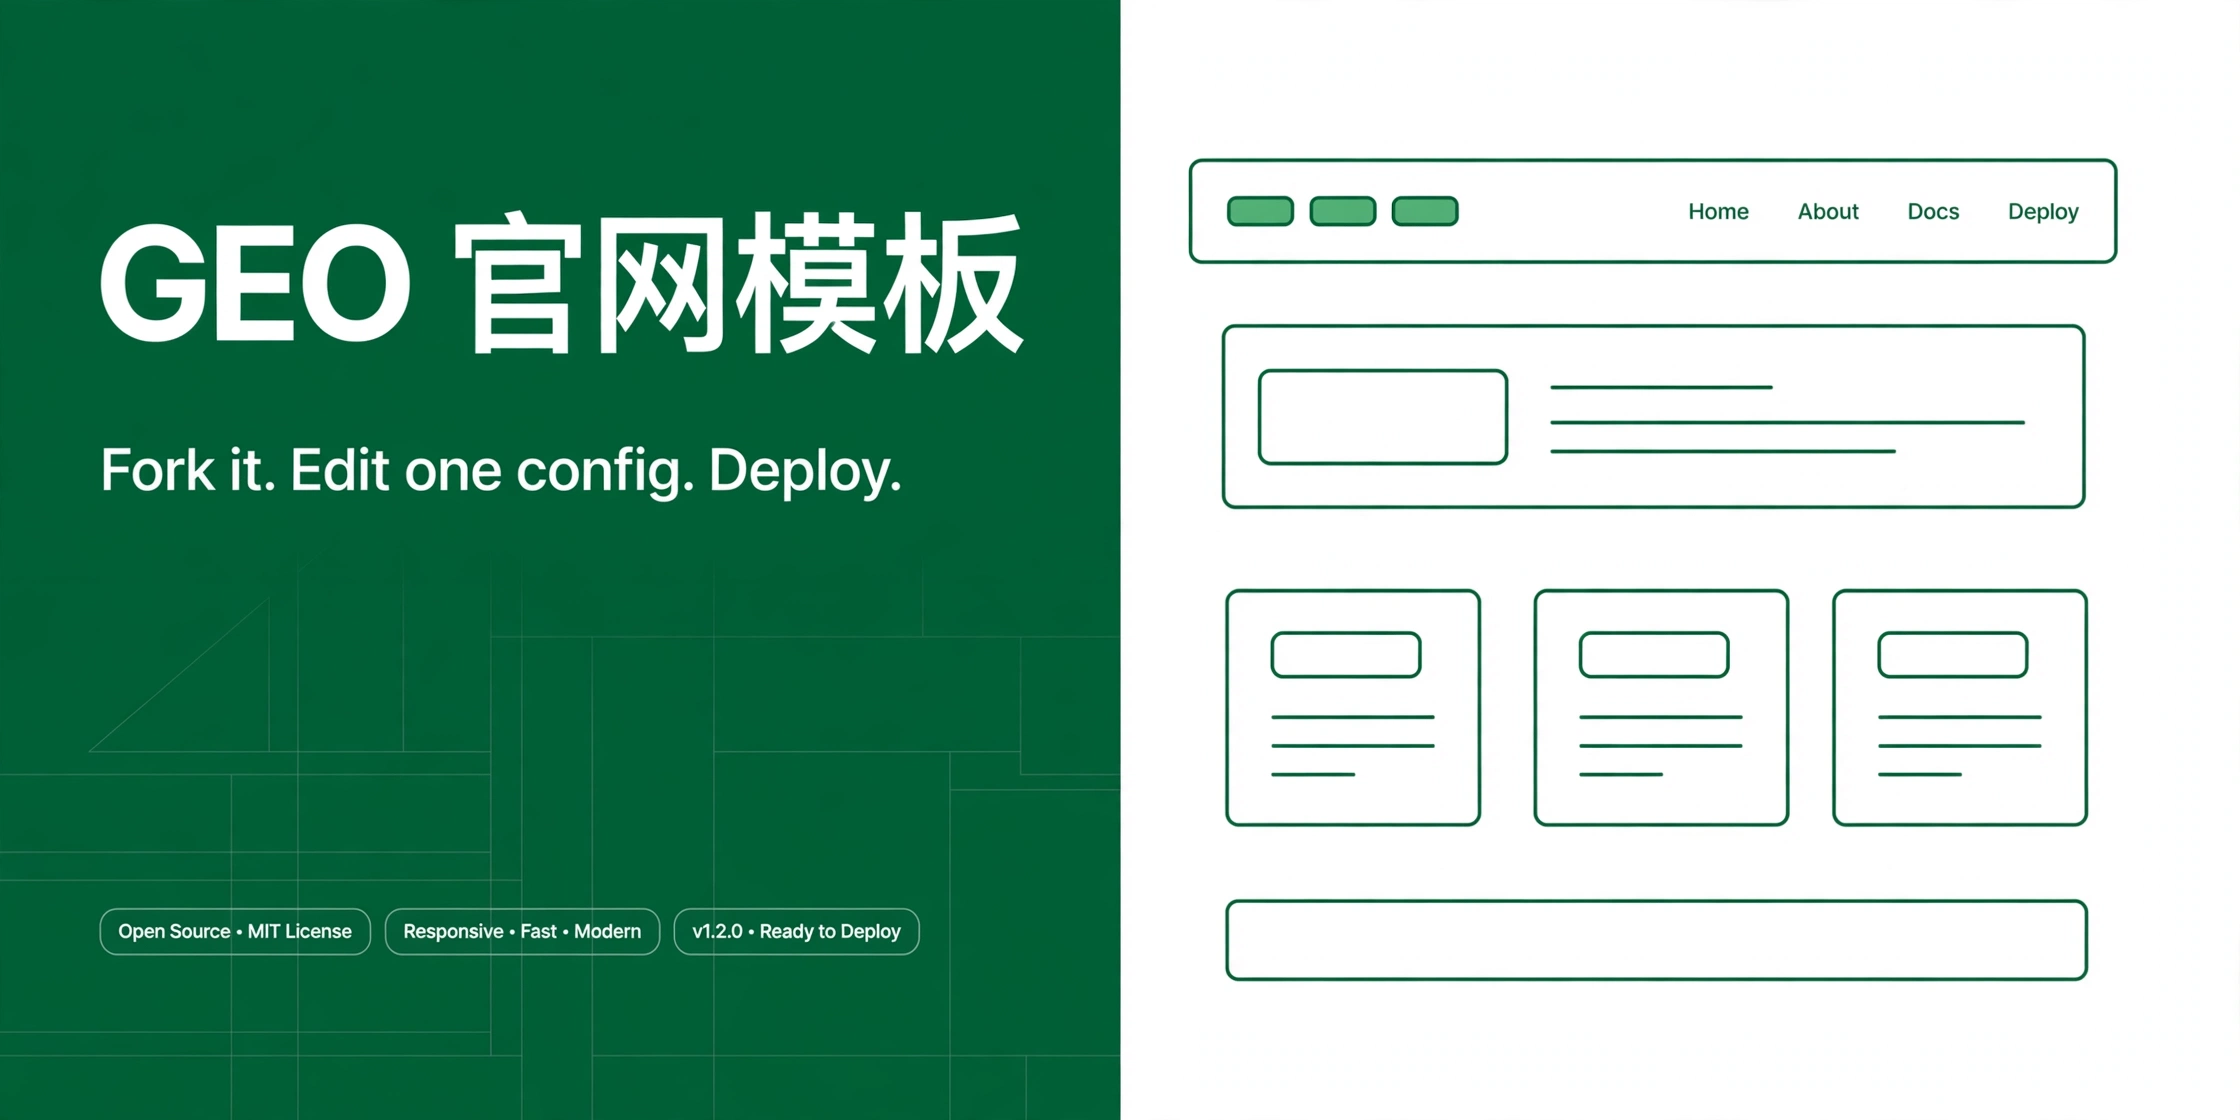 GEO 官网模板
Fork it. Edit one config. Deploy.
Open Source • MIT License
Responsive • Fast • Modern
v1.2.0 • Ready to Deploy
Home About Docs Deploy